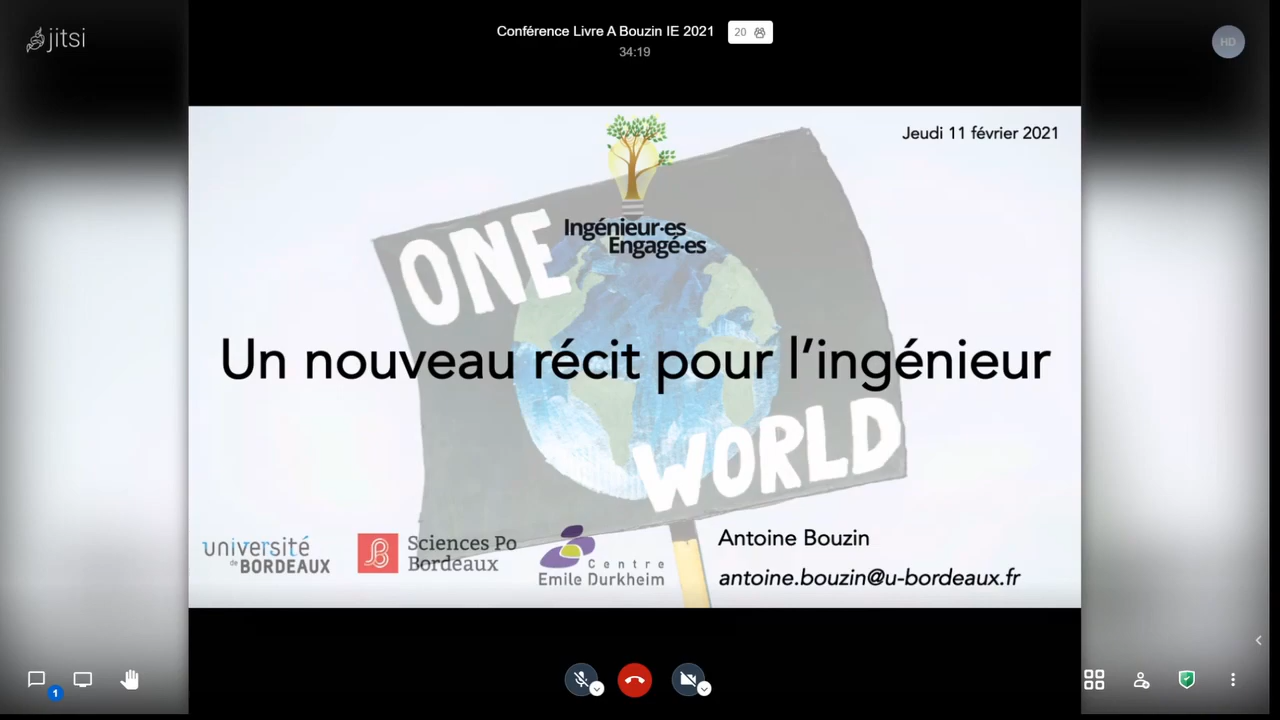 jitsi
Conférence Livre A Bouzin IE 2021
20
34:19
HD
Jeudi 11 février 2021
Ingénieur·es
Engagé·es
ONE
Un nouveau récit pour l'ingénieur
WORLD
université
de BORDEAUX
Sciences Po
Bordeaux
Centre
Emile Durkheim
Antoine Bouzin
antoine.bouzin@u-bordeaux.fr
1